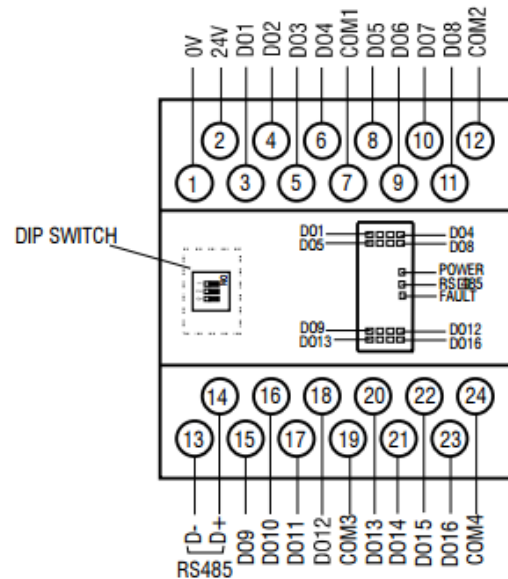 0V
24V
DO1
DO2
DO3
DO4
COM1
DO5
DO6
DO7
DO8
COM2
2
4
6
8
10
12
1
3
5
7
9
11
DIP SWITCH
DO1
DO4
DO5
DO8
POWER
RS485
FAULT
DO9
DO12
DO13
DO16
14
16
18
20
22
24
13
15
17
19
21
23
D-
D+
RS485
DO9
DO10
DO11
DO12
COM3
DO13
DO14
DO15
DO16
COM4